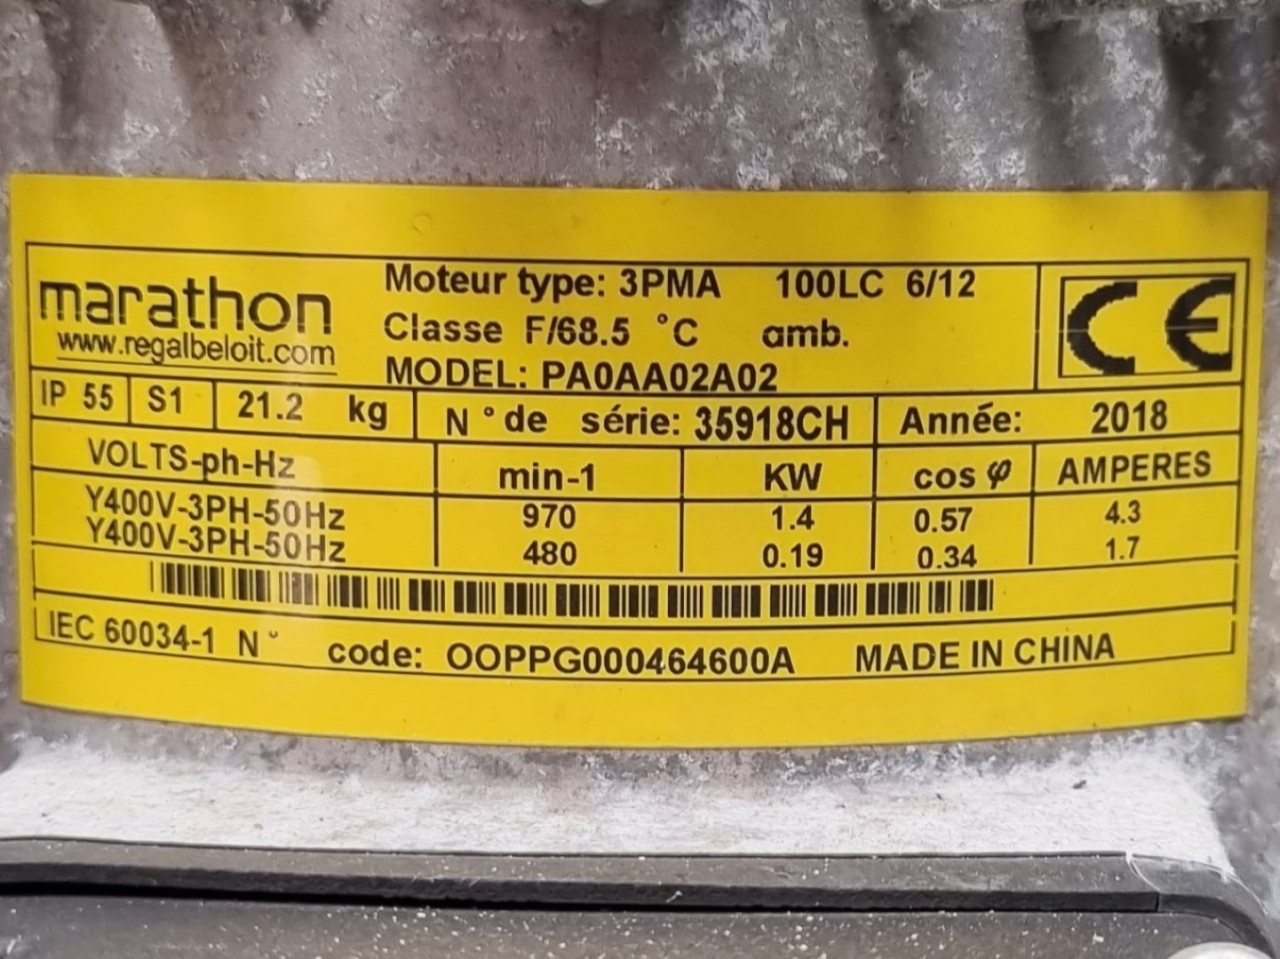 marathon
www.regalbeloit.com
Moteur type: 3PMA 100LC 6/12
Classe F/68.5 °C amb.
MODEL: PA0AA02A02
CE
IP 55 S1 21.2 kg N° de série: 35918CH Année: 2018
VOLTS-ph-Hz min-1 KW cos φ AMPERES
Y400V-3PH-50Hz 970 1.4 0.57 4.3
Y400V-3PH-50Hz 480 0.19 0.34 1.7
IEC 60034-1 N° code: OOPPG000464600A MADE IN CHINA